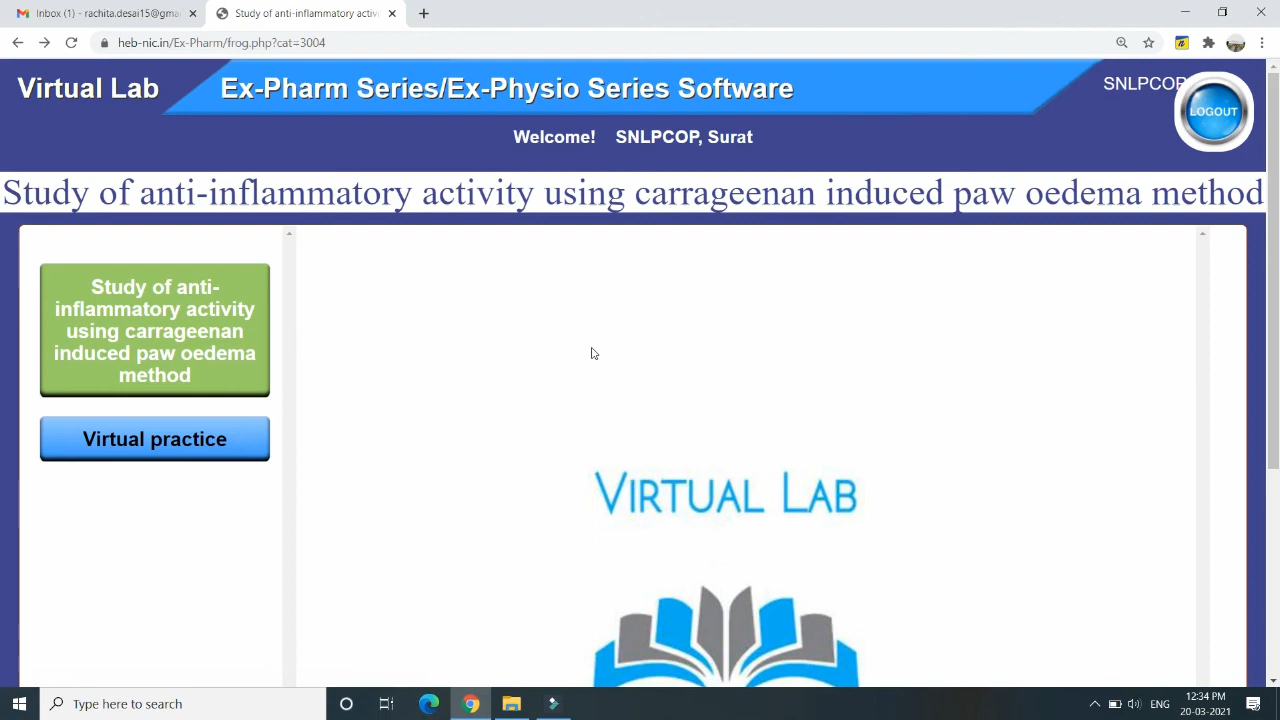 Inbox (1) - rachita.desai15@gma
Study of anti-inflammatory activi
heb-nic.in/Ex-Pharm/frog.php?cat=3004
Virtual Lab
Ex-Pharm Series/Ex-Physio Series Software
SNLPCOP
LOGOUT
Welcome! SNLPCOP, Surat
Study of anti-inflammatory activity using carrageenan induced paw oedema method
Study of anti-
inflammatory activity
using carrageenan
induced paw oedema
method
Virtual practice
VIRTUAL LAB
Type here to search
ENG
12:34 PM
20-03-2021